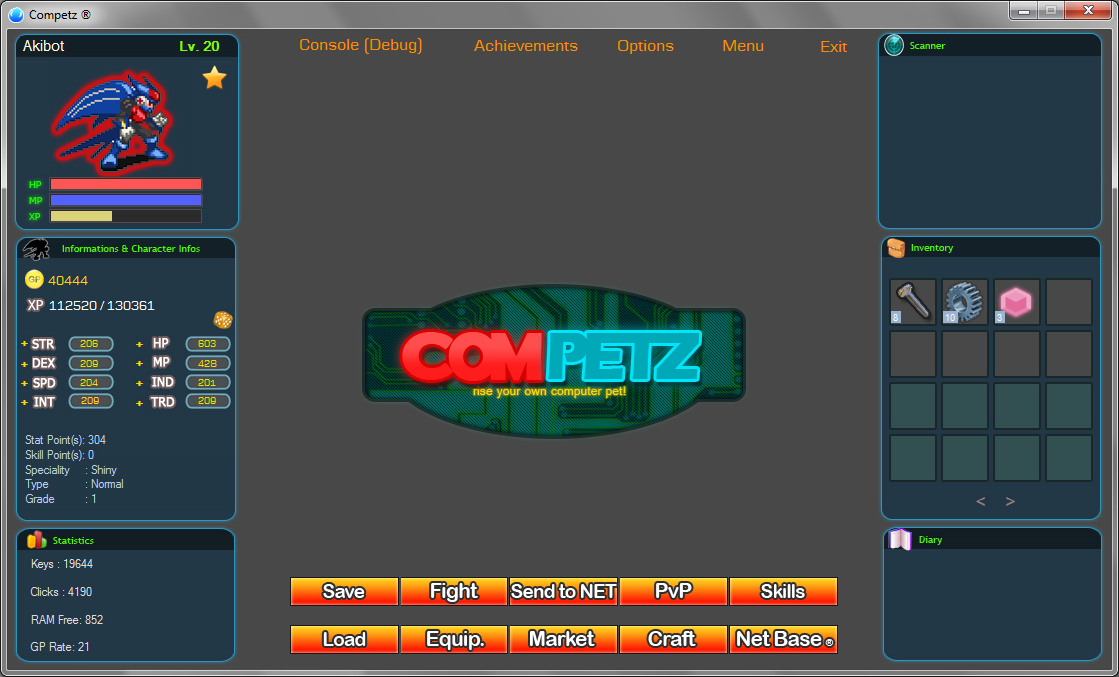 Competz ®
Akibot Lv. 20
HP
MP
XP
Console (Debug) Achievements Options Menu Exit
Informations & Character Infos
GP 40444
XP 112520 / 130361
+ STR 206 + HP 603
+ DEX 209 + MP 428
+ SPD 204 + IND 201
+ INT 209 + TRD 209
Stat Point(s): 304
Skill Point(s): 0
Speciality : Shiny
Type : Normal
Grade : 1
Statistics
Keys : 19644
Clicks : 4190
RAM Free: 852
GP Rate: 21
COMPETZ
rise your own computer pet!
Save Fight Send to NET PvP Skills
Load Equip. Market Craft Net Base ®
Scanner
Inventory
8 10 3
< >
Diary